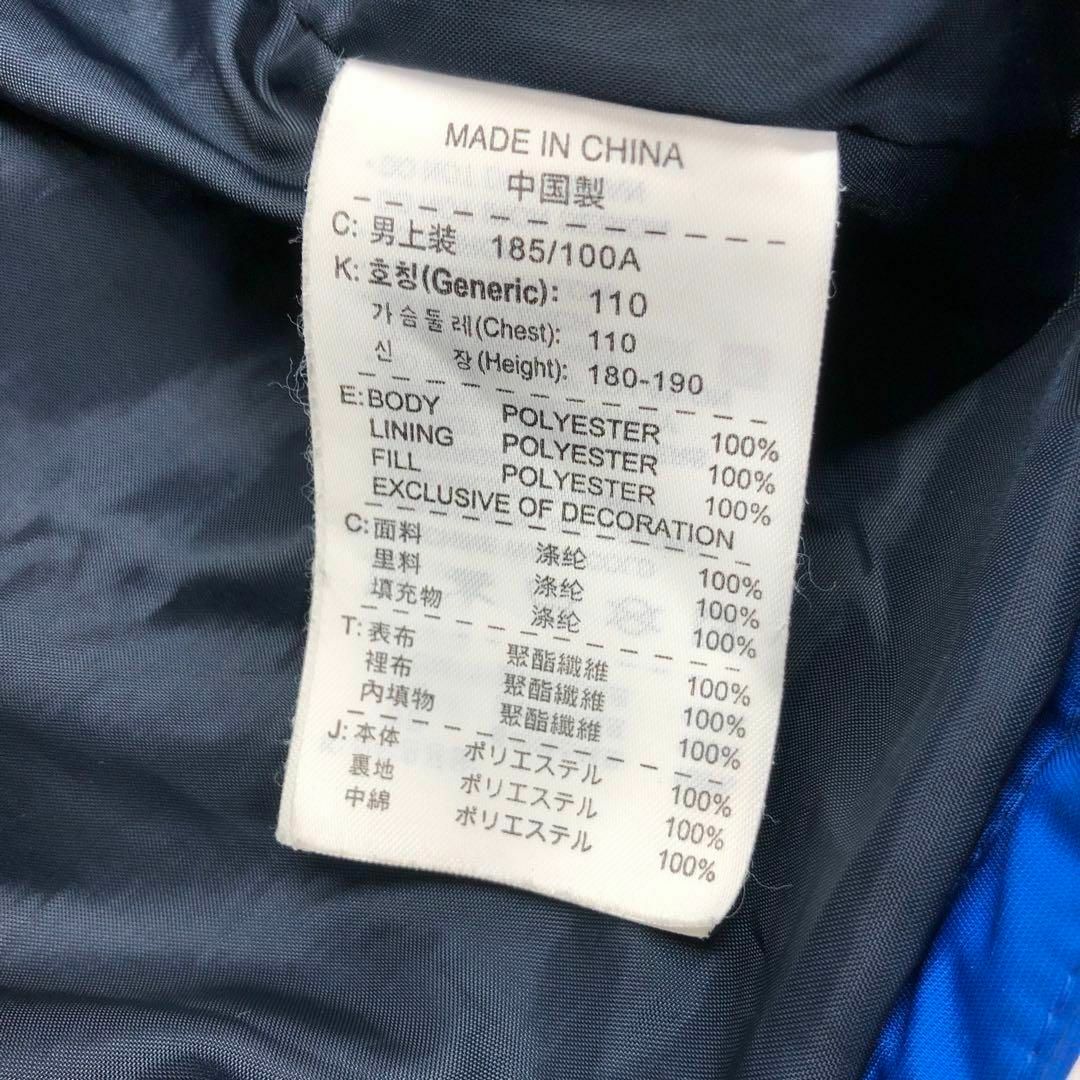 MADE IN CHINA
中国製
C: 男上装 185/100A
K: 호칭(Generic): 110
가슴둘레(Chest): 110
신 장(Height): 180-190
E: BODY POLYESTER 100%
LINING POLYESTER 100%
FILL POLYESTER 100%
EXCLUSIVE OF DECORATION
C: 面料 涤纶 100%
里料 涤纶 100%
填充物 涤纶 100%
T: 表布 聚酯纖維 100%
裡布 聚酯纖維 100%
內填物 聚酯纖維 100%
J: 本体 ポリエステル 100%
裏地 ポリエステル 100%
中綿 ポリエステル 100%